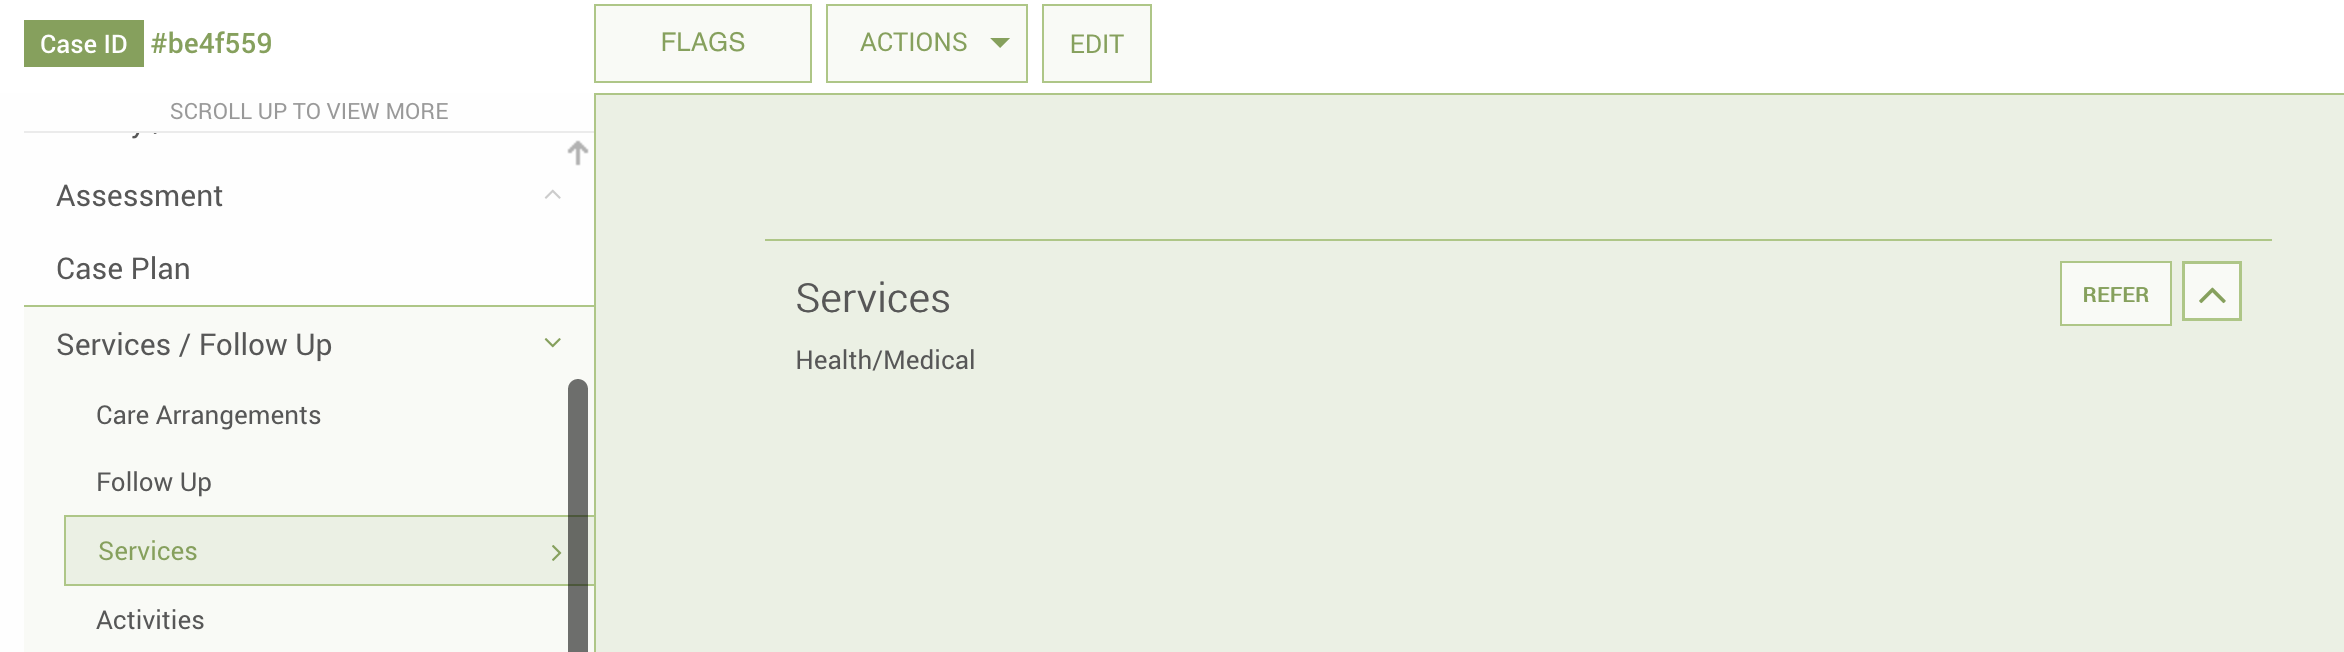 Case ID #be4f559
FLAGS
ACTIONS
EDIT
SCROLL UP TO VIEW MORE
Assessment
Case Plan
Services / Follow Up
Care Arrangements
Follow Up
Services
Activities
Services
REFER
Health/Medical